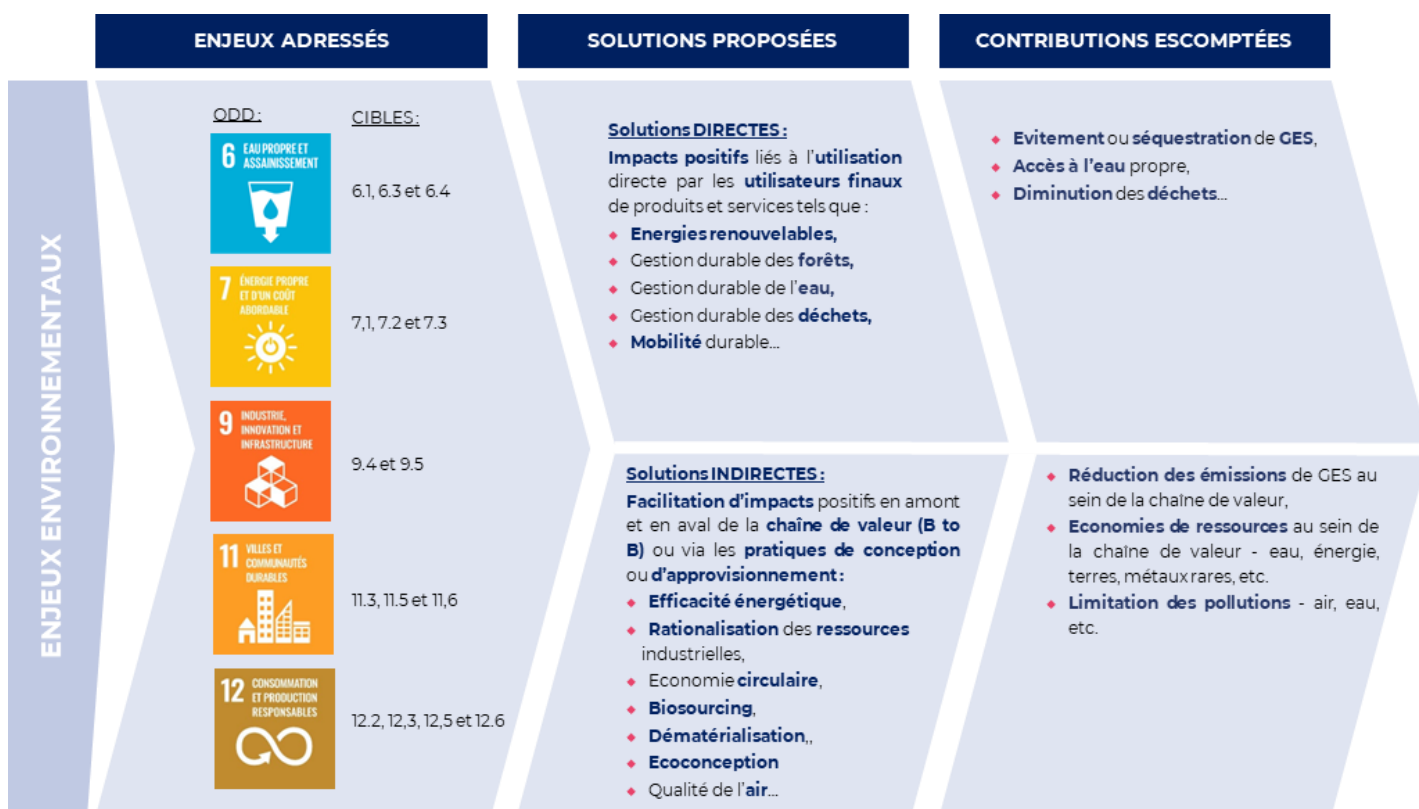 ENJEUX ADRESSÉS
SOLUTIONS PROPOSÉES
CONTRIBUTIONS ESCOMPTÉES
ENJEUX ENVIRONNEMENTAUX
ODD :
CIBLES :
6 EAU PROPRE ET
ASSAINISSEMENT
6.1, 6.3 et 6.4
7 ÉNERGIE PROPRE
ET D'UN COÛT
ABORDABLE
7,1, 7.2 et 7.3
9 INDUSTRIE,
INNOVATION ET
INFRASTRUCTURE
9.4 et 9.5
11 VILLES ET
COMMUNAUTÉS
DURABLES
11.3, 11.5 et 11,6
12 CONSOMMATION
ET PRODUCTION
RESPONSABLES
12.2, 12,3, 12,5 et 12.6
Solutions DIRECTES :
Impacts positifs liés à l'utilisation
directe par les utilisateurs finaux
de produits et services tels que :
Energies renouvelables,
Gestion durable des forêts,
Gestion durable de l'eau,
Gestion durable des déchets,
Mobilité durable...
Solutions INDIRECTES :
Facilitation d'impacts positifs en amont
et en aval de la chaîne de valeur (B to
B) ou via les pratiques de conception
ou d'approvisionnement :
Efficacité énergétique,
Rationalisation des ressources
industrielles,
Economie circulaire,
Biosourcing,
Dématérialisation,,
Ecoconception
Qualité de l'air...
Evitement ou séquestration de GES,
Accès à l'eau propre,
Diminution des déchets...
Réduction des émissions de GES au
sein de la chaîne de valeur,
Economies de ressources au sein de
la chaîne de valeur - eau, énergie,
terres, métaux rares, etc.
Limitation des pollutions - air, eau,
etc.